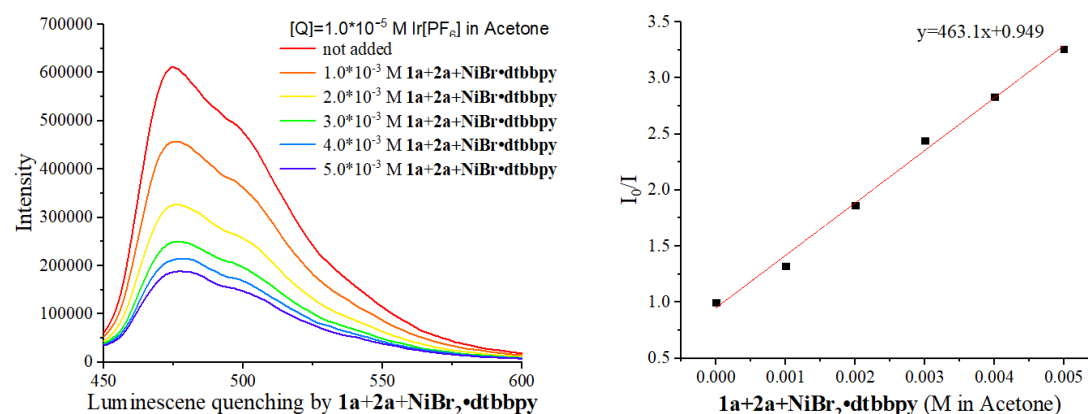 [Q]=1.0*10⁻⁵ M Ir[PF₆] in Acetone
not added
1.0*10⁻³ M 1a+2a+NiBr•dtbbpy
2.0*10⁻³ M 1a+2a+NiBr•dtbbpy
3.0*10⁻³ M 1a+2a+NiBr•dtbbpy
4.0*10⁻³ M 1a+2a+NiBr•dtbbpy
5.0*10⁻³ M 1a+2a+NiBr•dtbbpy
700000
600000
500000
400000
300000
200000
100000
0
Intensity
450
500
550
600
Luminescene quenching by 1a+2a+NiBr₂•dtbbpy
y=463.1x+0.949
3.5
3.0
2.5
2.0
1.5
1.0
0.5
I₀/I
0.000
0.001
0.002
0.003
0.004
0.005
1a+2a+NiBr₂•dtbbpy (M in Acetone)